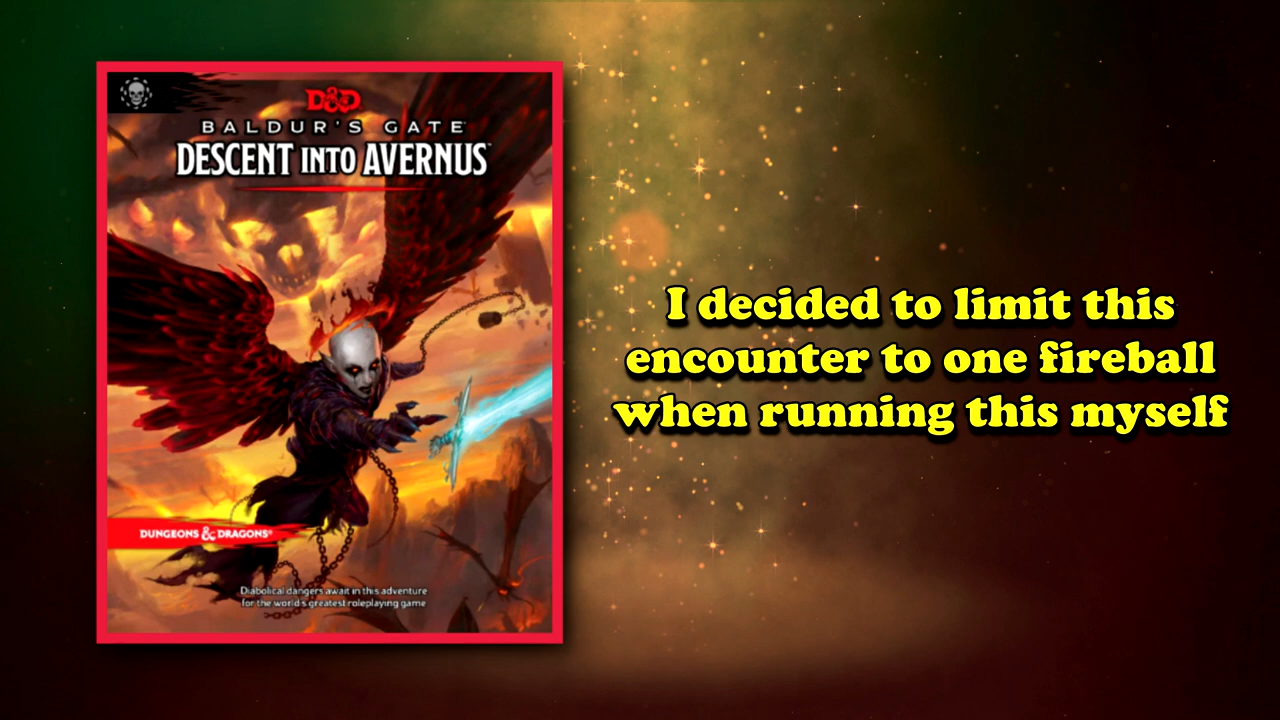 D&D
BALDUR'S GATE
DESCENT INTO AVERNUS
DUNGEONS & DRAGONS®
Diabolical dangers await in this adventure
for the world's greatest roleplaying game
I decided to limit this
encounter to one fireball
when running this myself